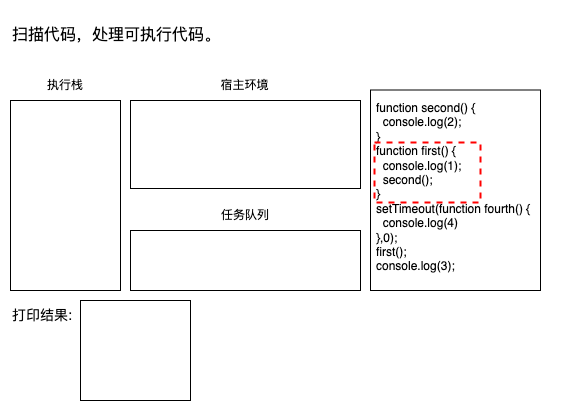 扫描代码，处理可执行代码。
执行栈
宿主环境
任务队列
function second() {
console.log(2);
}
function first() {
console.log(1);
second();
}
setTimeout(function fourth() {
console.log(4)
},0);
first();
console.log(3);
打印结果: